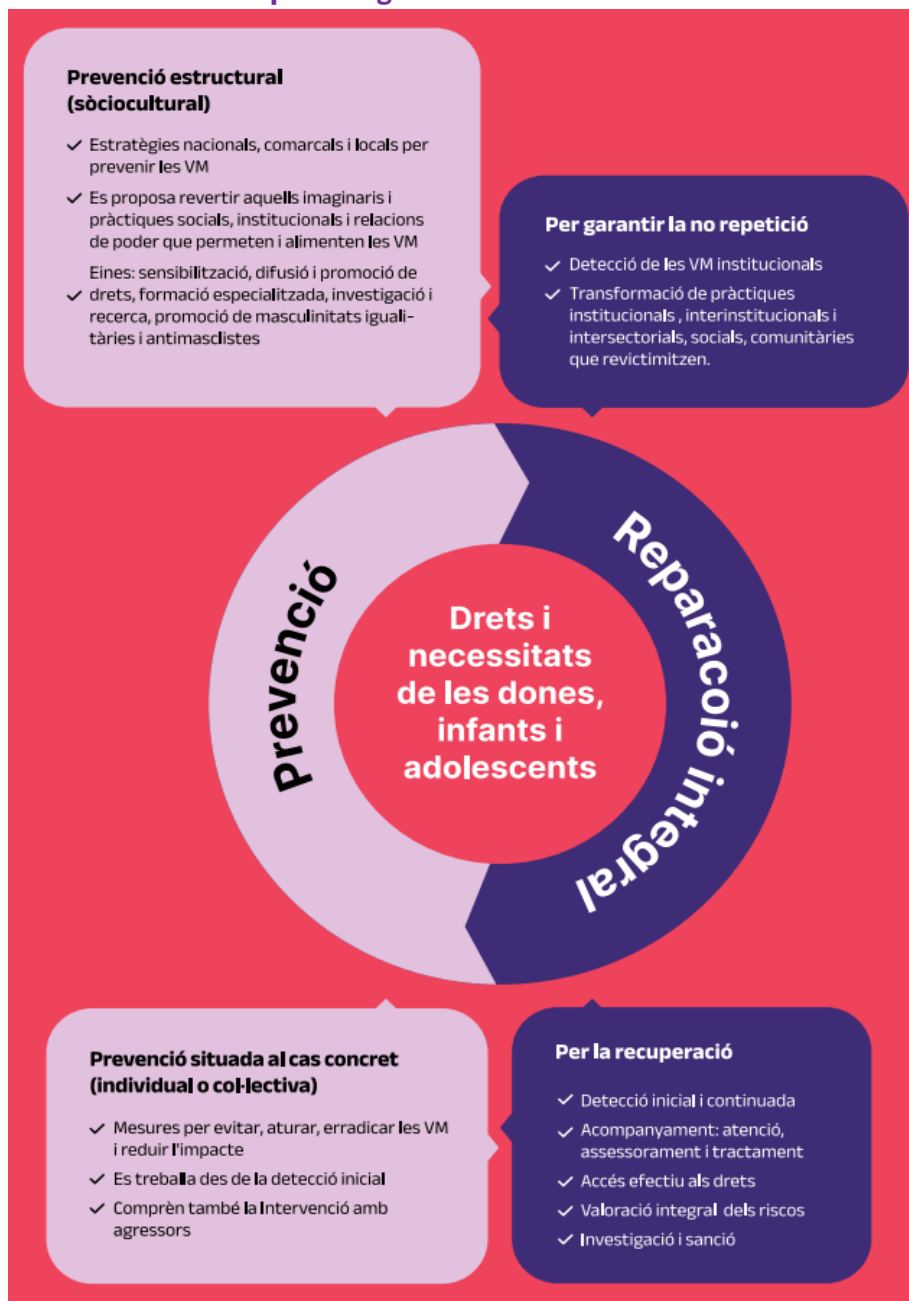 Prevenció estructural
(sòciocultural)
Estratègies nacionals, comarcals i locals per
prevenir les VM
Es proposa revertir aquells imaginaris i
pràctiques socials, institucionals i relacions
de poder que permeten i alimenten les VM
Eines: sensibilització, difusió i promoció de
drets, formació especialitzada, investigació i
recerca, promoció de masculinitats iguali-
tàries i antimasclistes
Per garantir la no repetició
Detecció de les VM institucionals
Transformació de pràctiques
institucionals , interinstitucionals i
intersectorials, socials, comunitàries
que revictimitzen.
Prevenció
Reparacoió integral
Drets i
necessitats
de les dones,
infants i
adolescents
Prevenció situada al cas concret
(individual o col·lectiva)
Mesures per evitar, aturar, erradicar les VM
i reduir l'impacte
Es treballa des de la detecció inicial
Comprèn també la Intervenció amb
agressors
Per la recuperació
Detecció inicial i continuada
Acompanyament: atenció,
assessorament i tractament
Accés efectiu als drets
Valoració integral dels riscos
Investigació i sanció